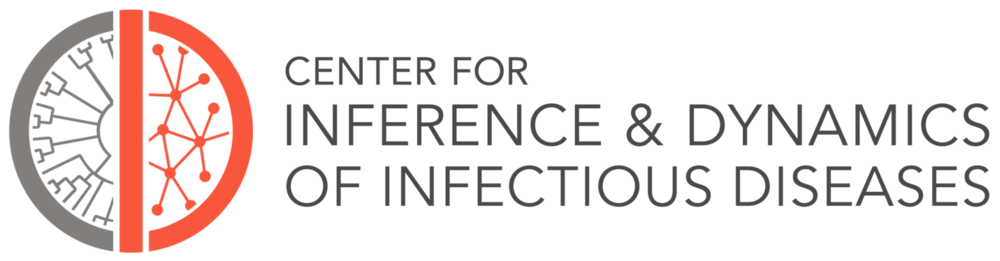 CENTER FOR
INFERENCE & DYNAMICS
OF INFECTIOUS DISEASES